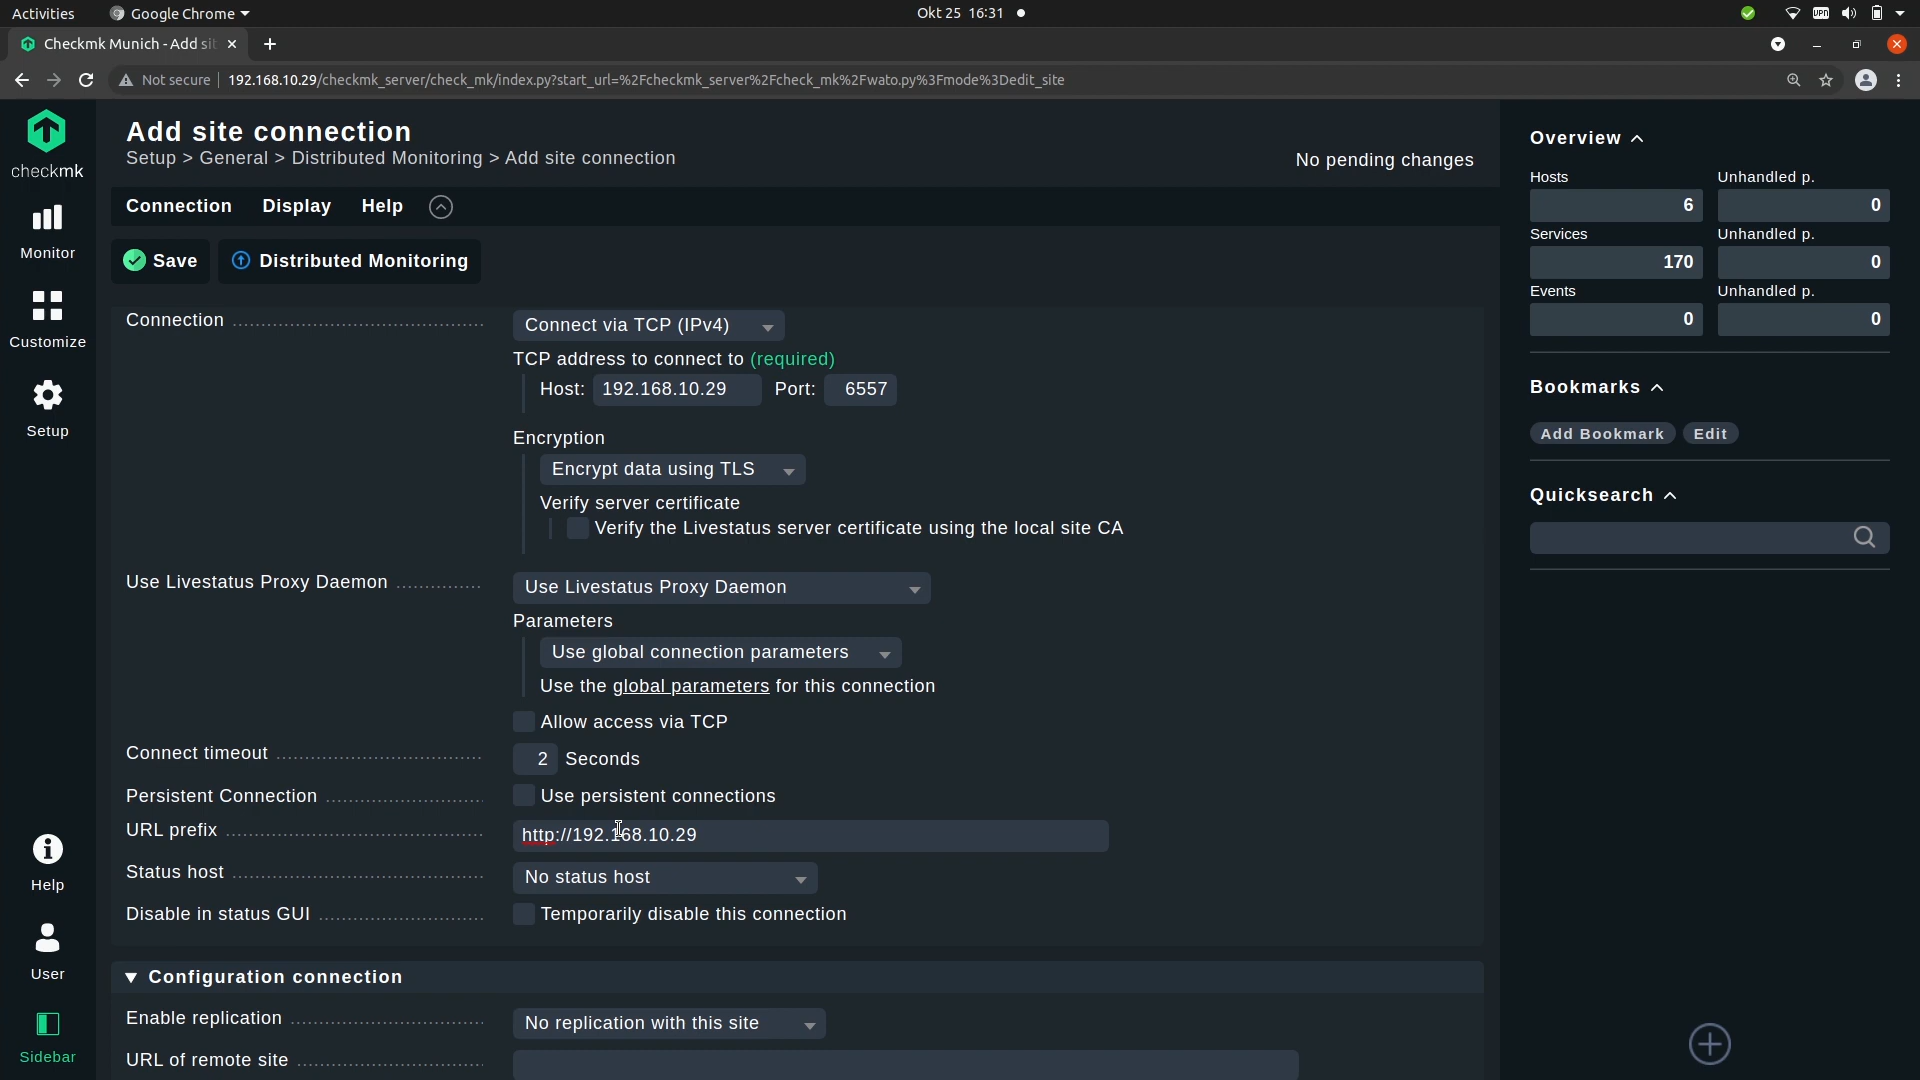 Activities
Google Chrome
Okt 25 16:31
VPN
Checkmk Munich - Add sit
Not secure
192.168.10.29/checkmk_server/check_mk/index.py?start_url=%2Fcheckmk_server%2Fcheck_mk%2Fwato.py%3Fmode%3Dedit_site
checkmk
Monitor
Customize
Setup
Help
User
Sidebar
Add site connection
Setup > General > Distributed Monitoring > Add site connection
No pending changes
Connection
Display
Help
Save
Distributed Monitoring
Connection
Connect via TCP (IPv4)
TCP address to connect to (required)
Host: 192.168.10.29 Port: 6557
Encryption
Encrypt data using TLS
Verify server certificate
Verify the Livestatus server certificate using the local site CA
Use Livestatus Proxy Daemon
Use Livestatus Proxy Daemon
Parameters
Use global connection parameters
Use the global parameters for this connection
Allow access via TCP
Connect timeout
2 Seconds
Persistent Connection
Use persistent connections
URL prefix
http://192.168.10.29
Status host
No status host
Disable in status GUI
Temporarily disable this connection
Configuration connection
Enable replication
No replication with this site
URL of remote site
Overview
Hosts
Unhandled p.
6
0
Services
Unhandled p.
170
0
Events
Unhandled p.
0
0
Bookmarks
Add Bookmark
Edit
Quicksearch